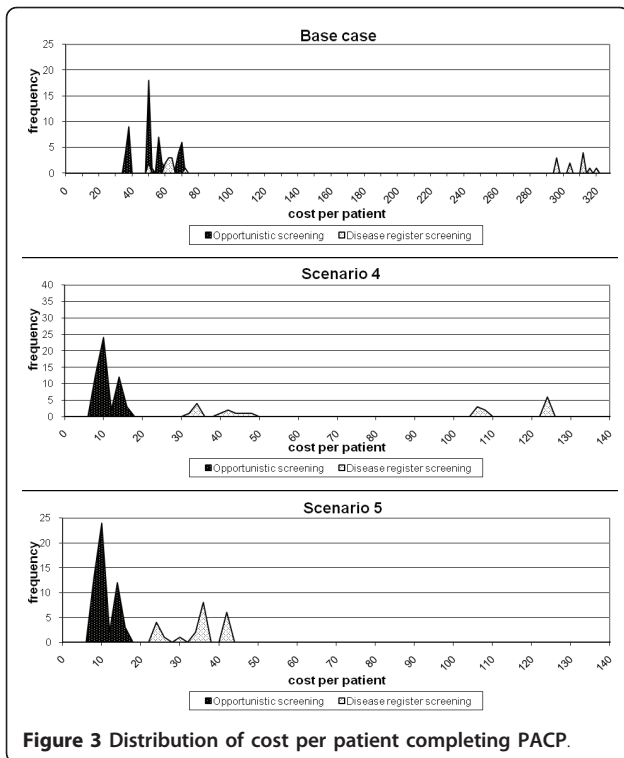 Base case
frequency
25
20
15
10
5
0
0 20 40 60 80 100 120 140 160 180 200 220 240 260 280 300 320
cost per patient
Opportunistic screening Disease register screening
Scenario 4
frequency
40
35
30
25
20
15
10
5
0
0 10 20 30 40 50 60 70 80 90 100 110 120 130 140
cost per patient
Opportunistic screening Disease register screening
Scenario 5
frequency
25
20
15
10
5
0
0 10 20 30 40 50 60 70 80 90 100 110 120 130 140
cost per patient
Opportunistic screening Disease register screening
Figure 3 Distribution of cost per patient completing PACP.